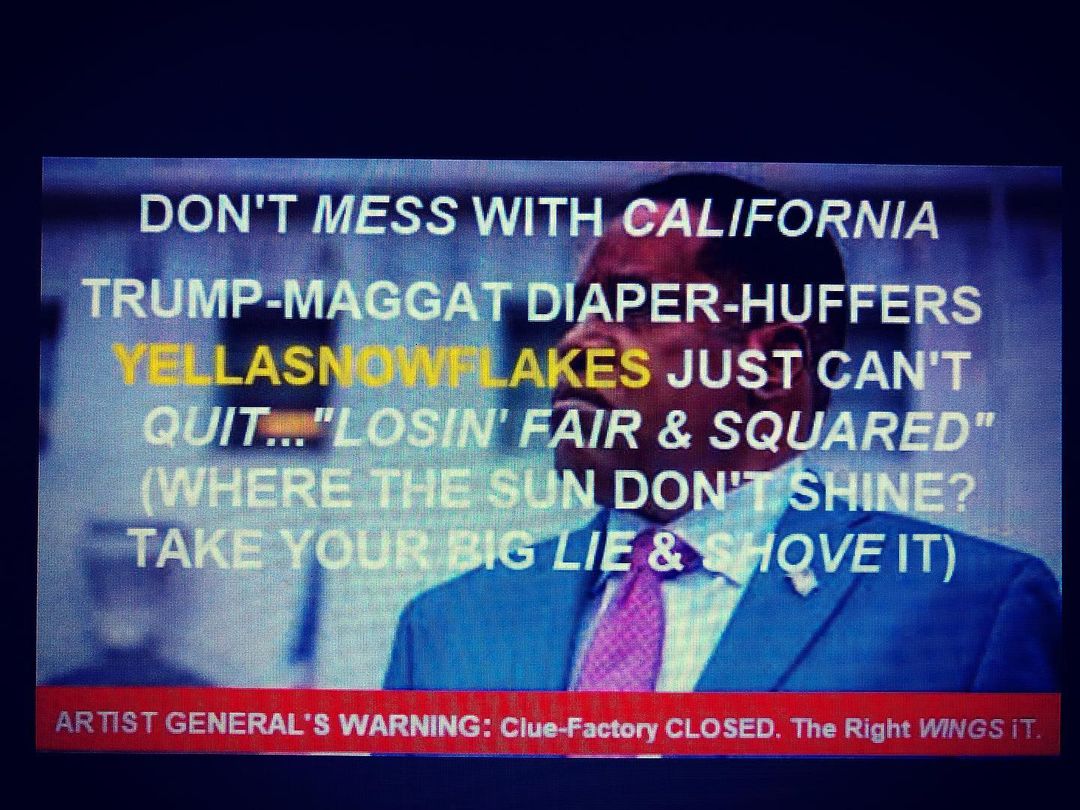 DON'T MESS WITH CALIFORNIA
TRUMP-MAGGAT DIAPER-HUFFERS
YELLASNOWFLAKES JUST CAN'T
QUIT..."LOSIN' FAIR & SQUARED"
(WHERE THE SUN DON'T SHINE?
TAKE YOUR BIG LIE & SHOVE IT)
ARTIST GENERAL'S WARNING: Clue-Factory CLOSED. The Right WINGS iT.